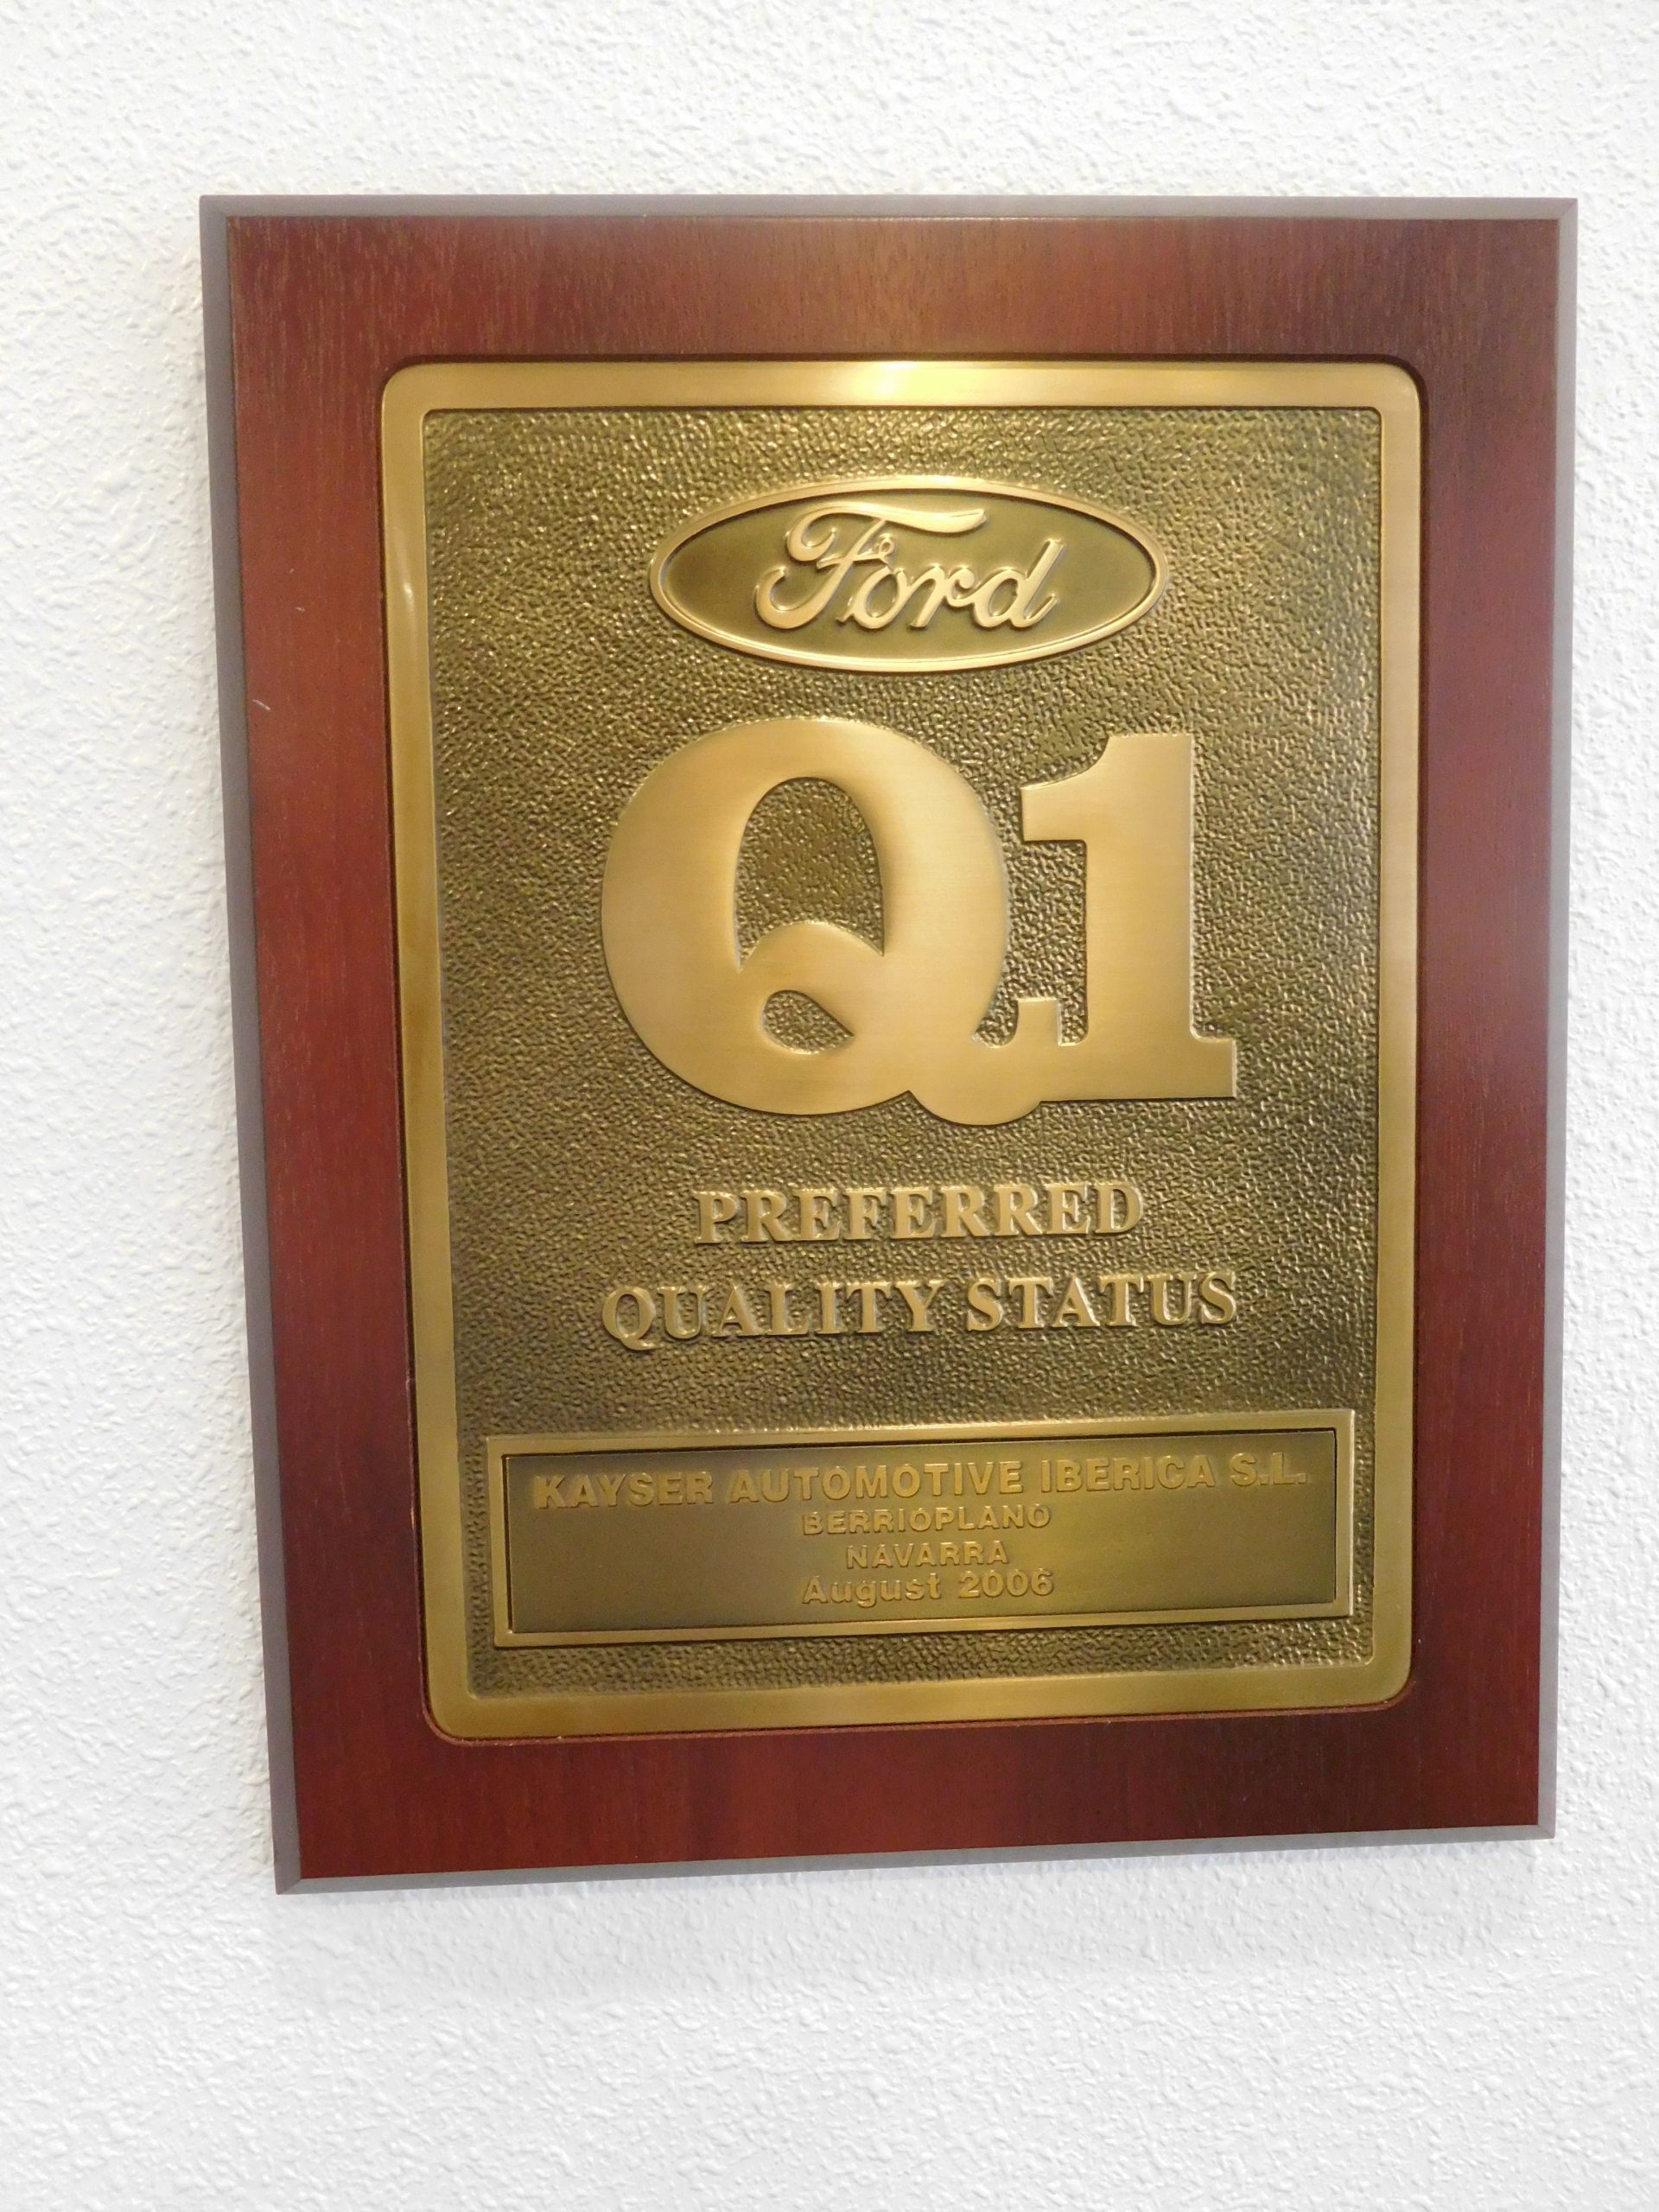 Ford
Q1
PREFERRED
QUALITY STATUS
KAYSER AUTOMOTIVE IBERICA S.L.
BERRIOPLANO
NAVARRA
August 2006